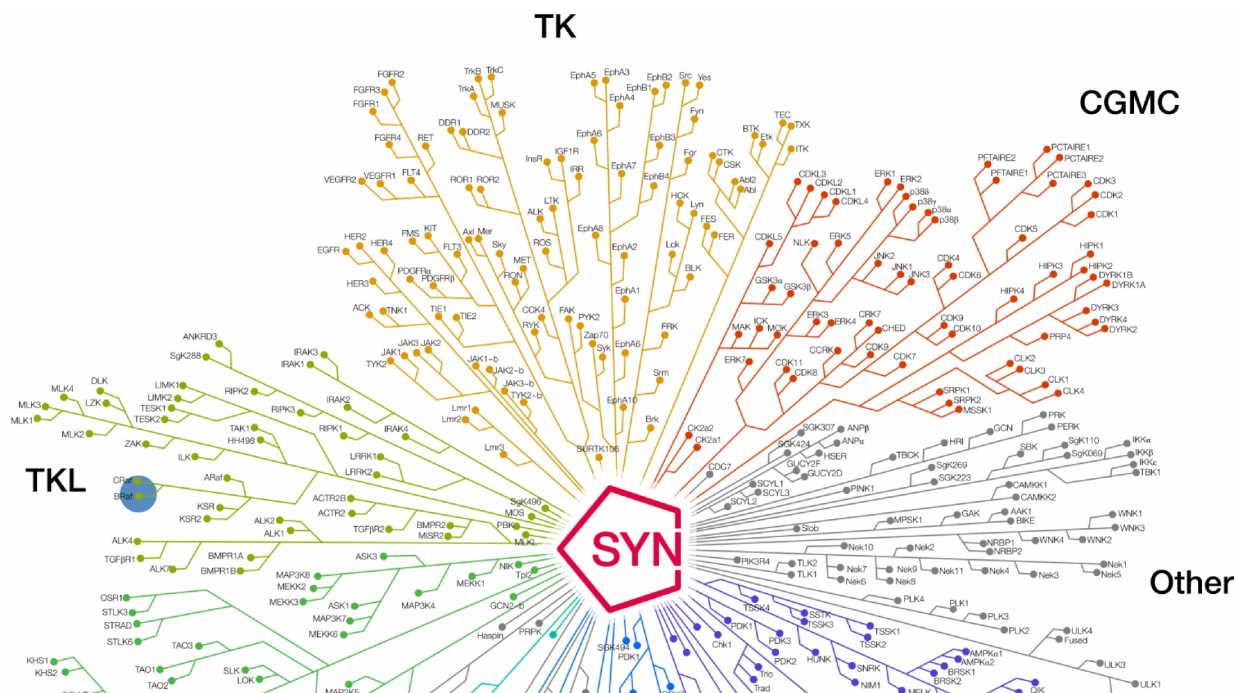 TK
CGMC
TKL
Other
SYN
FGFR2
FGFR3
FGFR1
FGFR4
RET
VEGFR2
VEGFR1
FLT4
TrkB
TrkC
TrkA
MUSK
DDR1
DDR2
ROR1
ROR2
InsR
IGF1R
IRR
LTK
ALK
ROS
HER2
EGFR
HER4
HER3
FMS
KIT
FLT3
PDGFRα
PDGFRβ
Axl
Mer
Sky
MET
RON
ACK
TNK1
TIE1
TIE2
CCK4
RYK
FAK
PYK2
Zap70
Syk
JAK3
JAK2
JAK1
TYK2
JAK1~b
JAK2~b
JAK3~b
TYK2~b
Lmr1
Lmr2
Lmr3
SURTK106
EphA5
EphA3
EphA4
EphA6
EphA7
EphA8
EphA2
EphA1
EphA6
EphA10
EphB1
EphB2
EphB3
EphB4
Src
Yes
Fyn
Fgr
HCK
Lyn
Lck
BLK
FRK
Srm
Brk
CTK
CSK
Abl2
Abl
FES
FER
BTK
TEC
TXK
Etk
ITK
CDKL3
CDKL2
CDKL1
CDKL4
CDKL5
ERK1
ERK2
p38δ
p38γ
p38α
p38β
NLK
ERK5
JNK2
JNK1
JNK3
GSK3α
GSK3β
MAK
ICK
MOK
ERK3
ERK4
ERK7
CDK11
CDK8
CRK7
CHED
CCRK
CDK9
CDK7
CDK9
CDK10
CDK4
CDK6
CDK5
PFTAIRE2
PFTAIRE1
PCTAIRE1
PCTAIRE2
PCTAIRE3
CDK3
CDK2
CDK1
HIPK1
HIPK2
HIPK3
HIPK4
DYRK1B
DYRK1A
DYRK3
DYRK4
DYRK2
PRP4
CLK2
CLK3
CLK1
CLK4
SRPK1
SRPK2
MSSK1
CK2a2
CK2a1
CDC7
ANKRD3
SgK288
IRAK3
IRAK1
IRAK2
IRAK4
DLK
LZK
MLK4
MLK3
MLK1
MLK2
LIMK1
LIMK2
TESK1
TESK2
RIPK2
RIPK3
RIPK1
TAK1
HH498
ZAK
ILK
LRRK1
LRRK2
CRaf
BRaf
ARaf
KSR
KSR2
ACTR2B
ACTR2
TGFβR2
BMPR2
MISR2
ALK2
ALK1
ALK4
TGFβR1
ALK7
BMPR1A
BMPR1B
SgK496
MOS
PBK
MLKL
SGK307
SGK424
ANPβ
ANPα
HSER
GUCY2F
GUCY2D
SCYL1
SCYL3
SCYL2
PINK1
TBCK
HRI
GCN
PRK
PERK
SgK269
SGK223
SBK
SgK110
SgK069
IKKα
IKKβ
IKKε
TBK1
CAMKK1
CAMKK2
Slob
MPSK1
GAK
AAK1
BIKE
NRBP1
NRBP2
WNK1
WNK3
WNK4
WNK2
PIK3R4
TLK2
TLK1
Nek10
Nek7
Nek6
Nek2
Nek9
Nek8
Nek11
Nek4
Nek3
Nek1
Nek5
PLK4
PLK1
PLK3
PLK2
ULK4
Fused
ULK3
ULK1
ASK3
MAP3K8
MEKK2
MEKK3
ASK1
MAP3K7
MEKK6
MEKK1
MAP3K4
NIK
Tpl2
GCN2~b
Haspin
PRPK
OSR1
STLK3
STRAD
STLK6
TAO3
TAO1
TAO2
SLK
LOK
KHS1
KHS2
MAP2K5
SGK494
PDK1
TSSK4
SSTK
TSSK3
TSSK1
TSSK2
PDK1
Chk1
PDK3
PDK2
Trio
Trad
HUNK
SNRK
NIM1
MELK
AMPKα1
AMPKα2
BRSK1
BRSK2
QIK